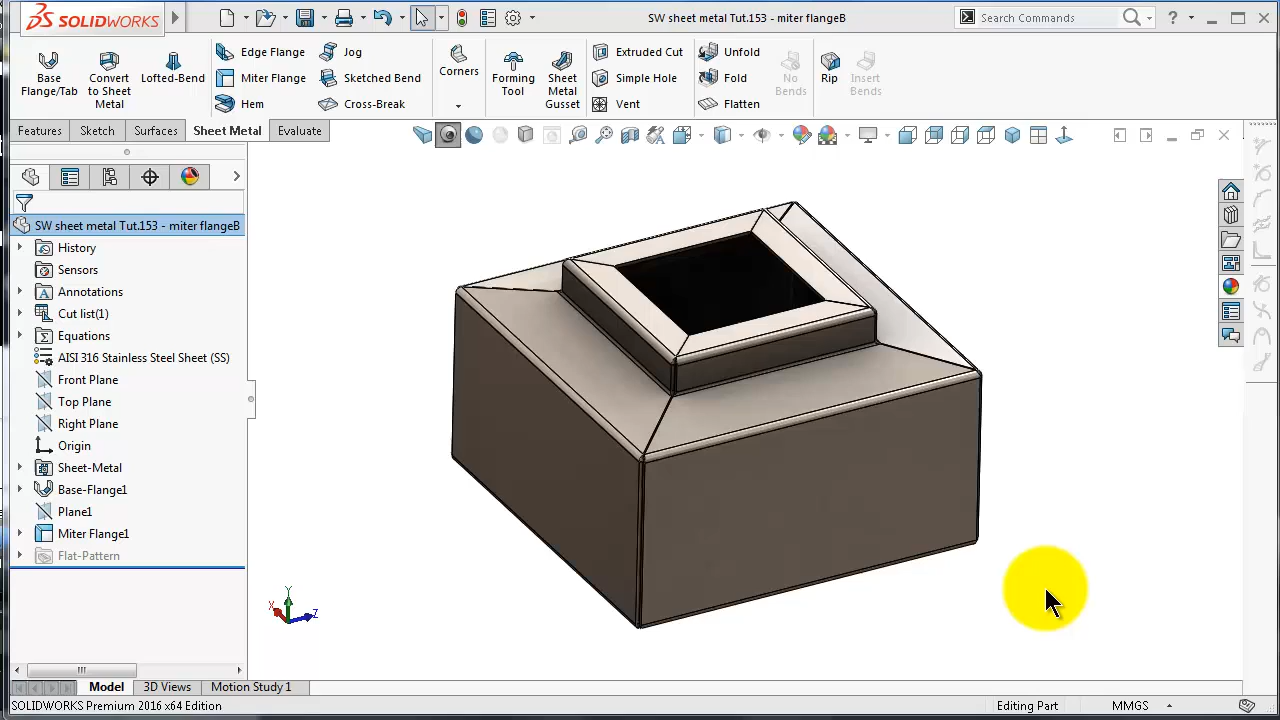 SOLIDWORKS
SW sheet metal Tut.153 - miter flangeB
Search Commands
Base Flange/Tab
Convert to Sheet Metal
Lofted-Bend
Edge Flange
Miter Flange
Hem
Jog
Sketched Bend
Cross-Break
Corners
Forming Tool
Sheet Metal Gusset
Extruded Cut
Simple Hole
Vent
Unfold
Fold
Flatten
No Bends
Rip
Insert Bends
Features
Sketch
Surfaces
Sheet Metal
Evaluate
SW sheet metal Tut.153 - miter flangeB
History
Sensors
Annotations
Cut list(1)
Equations
AISI 316 Stainless Steel Sheet (SS)
Front Plane
Top Plane
Right Plane
Origin
Sheet-Metal
Base-Flange1
Plane1
Miter Flange1
Flat-Pattern
Y
X
Z
Model
3D Views
Motion Study 1
SOLIDWORKS Premium 2016 x64 Edition
Editing Part
MMGS